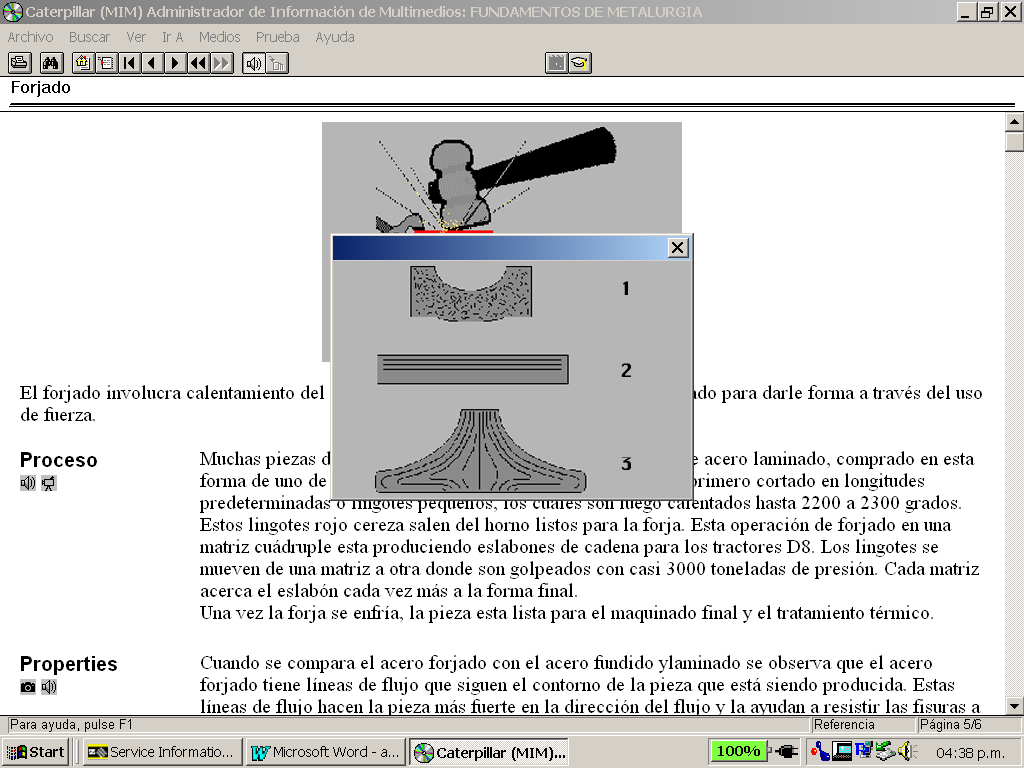 Caterpillar (MIM) Administrador de Información de Multimedios: FUNDAMENTOS DE METALURGIA
Archivo Buscar Ver Ir A Medios Prueba Ayuda
Forjado
1
2
3
El forjado involucra calentamiento del
do para darle forma a través del uso
de fuerza.
Proceso
Muchas piezas d
e acero laminado, comprado en esta
forma de uno de
primero cortado en longitudes
predeterminadas o lingotes pequeños, los cuales son luego calentados hasta 2200 a 2300 grados.
Estos lingotes rojo cereza salen del horno listos para la forja. Esta operación de forjado en una
matriz cuádruple esta produciendo eslabones de cadena para los tractores D8. Los lingotes se
mueven de una matriz a otra donde son golpeados con casi 3000 toneladas de presión. Cada matriz
acerca el eslabón cada vez más a la forma final.
Una vez la forja se enfría, la pieza esta lista para el maquinado final y el tratamiento térmico.
Properties
Cuando se compara el acero forjado con el acero fundido ylaminado se observa que el acero
forjado tiene líneas de flujo que siguen el contorno de la pieza que está siendo producida. Estas
líneas de flujo hacen la pieza más fuerte en la dirección del flujo y la ayudan a resistir las fisuras a
Para ayuda, pulse F1
Referencia
Página 5/6
Start
Service Informatio...
Microsoft Word - a...
Caterpillar (MIM)...
100%
04:38 p.m.